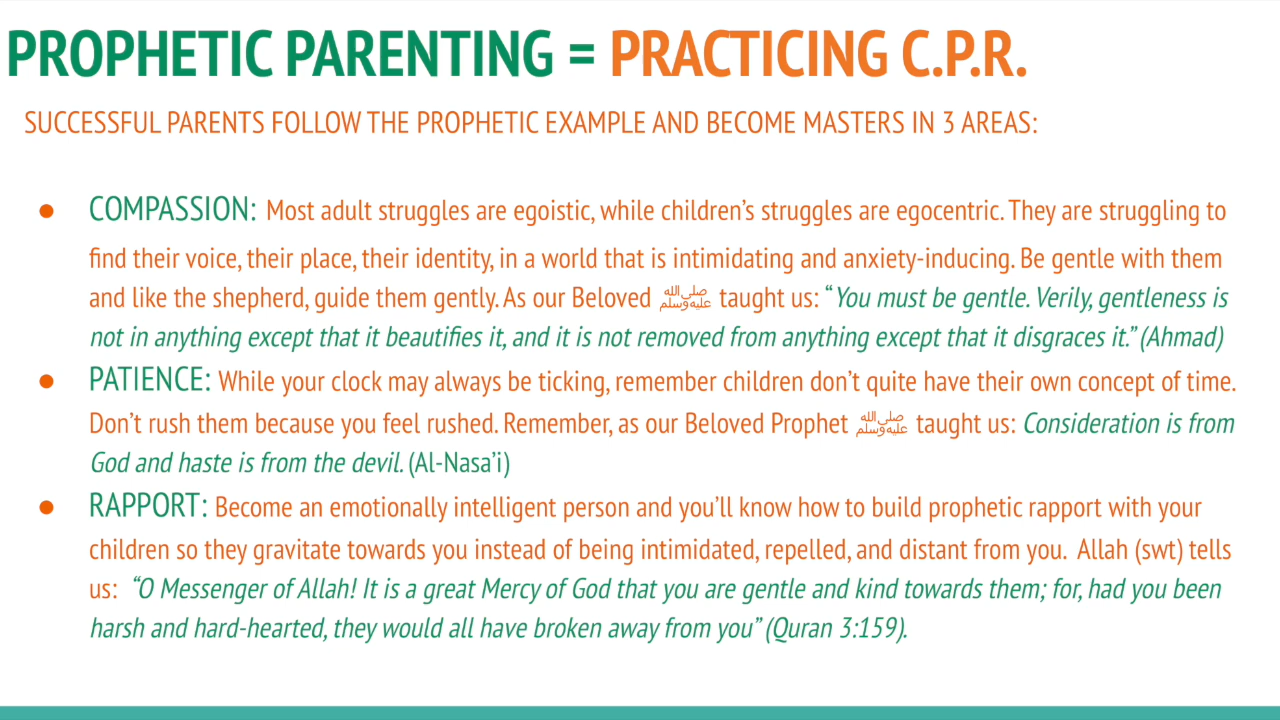 PROPHETIC PARENTING = PRACTICING C.P.R.
SUCCESSFUL PARENTS FOLLOW THE PROPHETIC EXAMPLE AND BECOME MASTERS IN 3 AREAS:
● COMPASSION: Most adult struggles are egoistic, while children’s struggles are egocentric. They are struggling to
find their voice, their place, their identity, in a world that is intimidating and anxiety-inducing. Be gentle with them
and like the shepherd, guide them gently. As our Beloved ﷺ taught us: “You must be gentle. Verily, gentleness is
not in anything except that it beautifies it, and it is not removed from anything except that it disgraces it.” (Ahmad)
● PATIENCE: While your clock may always be ticking, remember children don’t quite have their own concept of time.
Don’t rush them because you feel rushed. Remember, as our Beloved Prophet ﷺ taught us: Consideration is from
God and haste is from the devil. (Al-Nasa’i)
● RAPPORT: Become an emotionally intelligent person and you’ll know how to build prophetic rapport with your
children so they gravitate towards you instead of being intimidated, repelled, and distant from you. Allah (swt) tells
us: “O Messenger of Allah! It is a great Mercy of God that you are gentle and kind towards them; for, had you been
harsh and hard-hearted, they would all have broken away from you” (Quran 3:159).